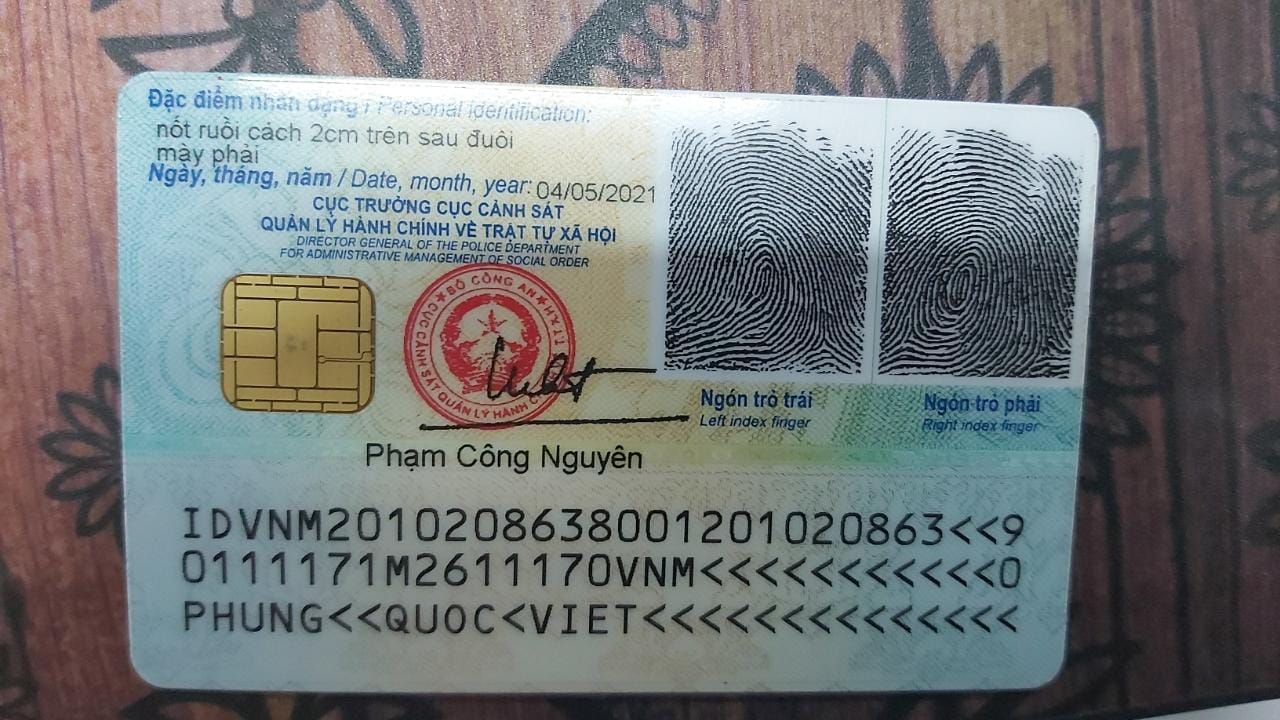 Đặc điểm nhân dạng / Personal identification:
nốt ruồi cách 2cm trên sau đuôi
mày phải
Ngày, tháng, năm / Date, month, year: 04/05/2021
CỤC TRƯỞNG CỤC CẢNH SÁT
QUẢN LÝ HÀNH CHÍNH VỀ TRẬT TỰ XÃ HỘI
DIRECTOR GENERAL OF THE POLICE DEPARTMENT
FOR ADMINISTRATIVE MANAGEMENT OF SOCIAL ORDER
BỘ CÔNG AN
CỤC CẢNH SÁT QUẢN LÝ HÀNH
Ngón trỏ trái
Left index finger
Ngón trỏ phải
Right index finger
Phạm Công Nguyên
IDVNM2010208638001201020863<<9
0111171M2611170VNM<<<<<<<<<<<0
PHUNG<<QUOC<VIET<<<<<<<<<<<<<<